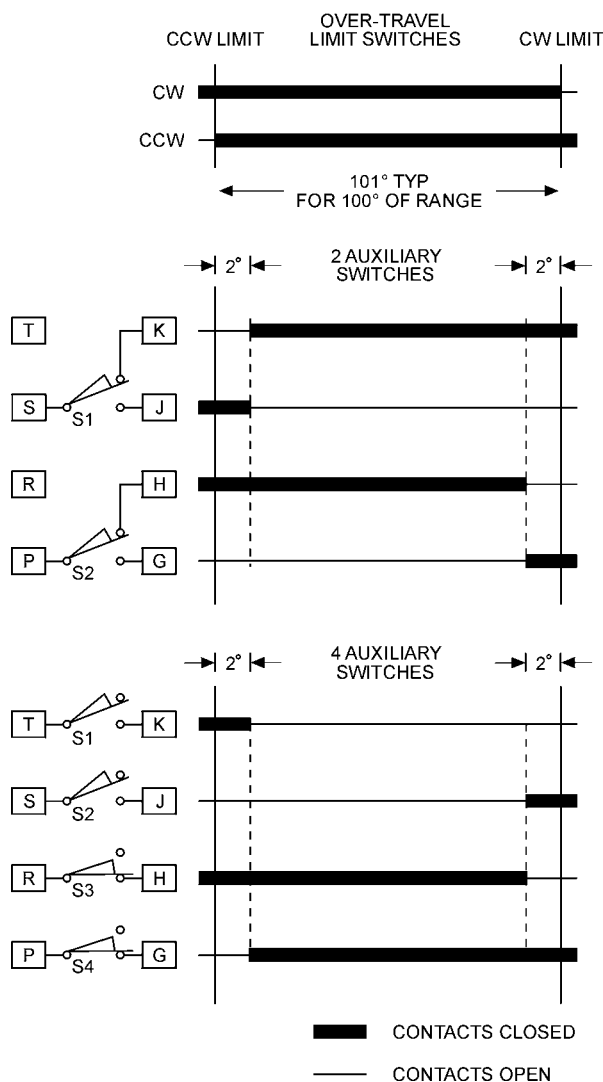 OVER-TRAVEL
CCW LIMIT LIMIT SWITCHES CW LIMIT
CW
CCW
101° TYP
FOR 100° OF RANGE
2° 2 AUXILIARY 2°
SWITCHES
T K
S S1 J
R H
P S2 G
2° 4 AUXILIARY 2°
SWITCHES
T S1 K
S S2 J
R S3 H
P S4 G
CONTACTS CLOSED
CONTACTS OPEN